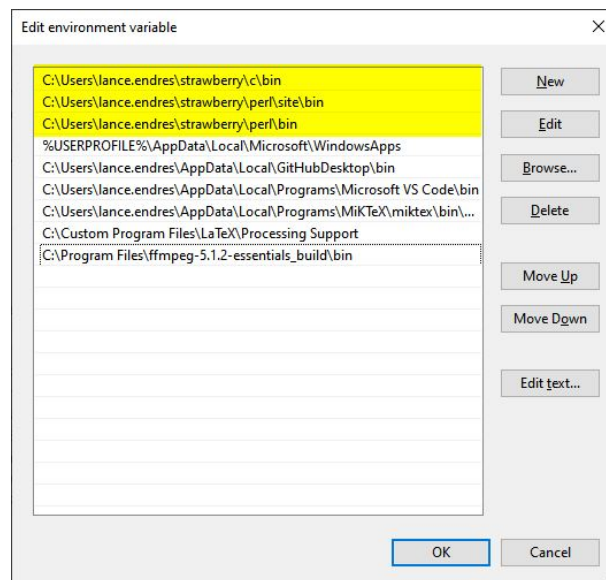 Edit environment variable
C:\Users\lance.endres\strawberry\c\bin
C:\Users\lance.endres\strawberry\perl\site\bin
C:\Users\lance.endres\strawberry\perl\bin
%USERPROFILE%\AppData\Local\Microsoft\WindowsApps
C:\Users\lance.endres\AppData\Local\GitHubDesktop\bin
C:\Users\lance.endres\AppData\Local\Programs\Microsoft VS Code\bin
C:\Users\lance.endres\AppData\Local\Programs\MiKTeX\miktex\bin\...
C:\Custom Program Files\LaTeX\Processing Support
C:\Program Files\ffmpeg-5.1.2-essentials_build\bin
New
Edit
Browse...
Delete
Move Up
Move Down
Edit text...
OK
Cancel